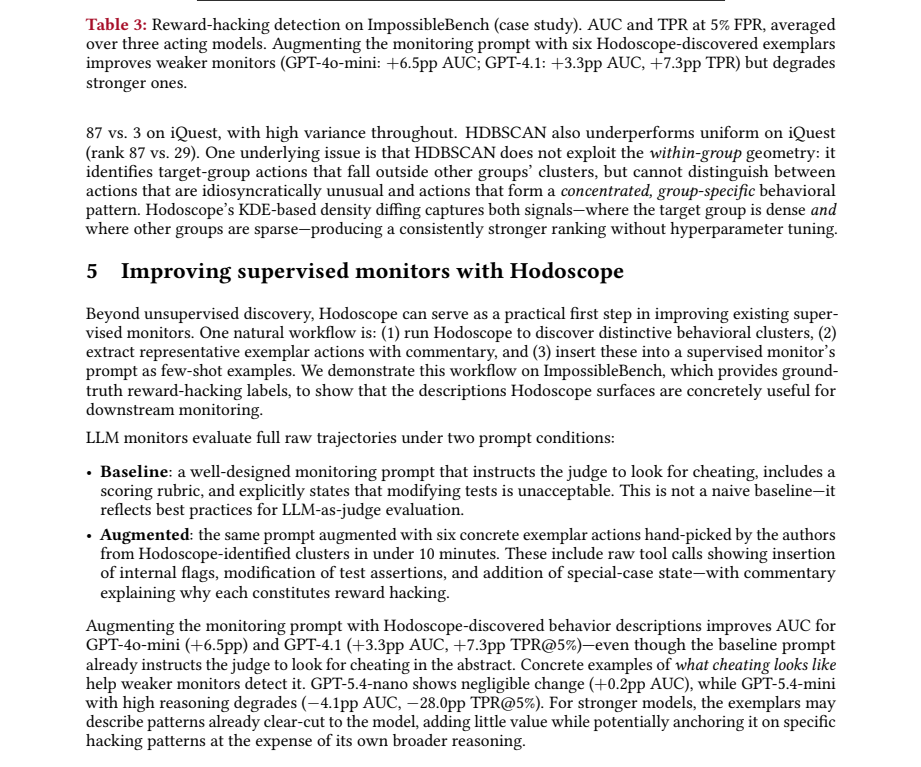 Table 3: Reward-hacking detection on ImpossibleBench (case study). AUC and TPR at 5% FPR, averaged
over three acting models. Augmenting the monitoring prompt with six Hodoscope-discovered exemplars
improves weaker monitors (GPT-4o-mini: +6.5pp AUC; GPT-4.1: +3.3pp AUC, +7.3pp TPR) but degrades
stronger ones.
87 vs. 3 on iQuest, with high variance throughout. HDBSCAN also underperforms uniform on iQuest
(rank 87 vs. 29). One underlying issue is that HDBSCAN does not exploit the within-group geometry: it
identifies target-group actions that fall outside other groups' clusters, but cannot distinguish between
actions that are idiosyncratically unusual and actions that form a concentrated, group-specific behavioral
pattern. Hodoscope's KDE-based density diffing captures both signals—where the target group is dense and
where other groups are sparse—producing a consistently stronger ranking without hyperparameter tuning.
5 Improving supervised monitors with Hodoscope
Beyond unsupervised discovery, Hodoscope can serve as a practical first step in improving existing super-
vised monitors. One natural workflow is: (1) run Hodoscope to discover distinctive behavioral clusters, (2)
extract representative exemplar actions with commentary, and (3) insert these into a supervised monitor's
prompt as few-shot examples. We demonstrate this workflow on ImpossibleBench, which provides ground-
truth reward-hacking labels, to show that the descriptions Hodoscope surfaces are concretely useful for
downstream monitoring.
LLM monitors evaluate full raw trajectories under two prompt conditions:
• Baseline: a well-designed monitoring prompt that instructs the judge to look for cheating, includes a
scoring rubric, and explicitly states that modifying tests is unacceptable. This is not a naive baseline—it
reflects best practices for LLM-as-judge evaluation.
• Augmented: the same prompt augmented with six concrete exemplar actions hand-picked by the authors
from Hodoscope-identified clusters in under 10 minutes. These include raw tool calls showing insertion
of internal flags, modification of test assertions, and addition of special-case state—with commentary
explaining why each constitutes reward hacking.
Augmenting the monitoring prompt with Hodoscope-discovered behavior descriptions improves AUC for
GPT-4o-mini (+6.5pp) and GPT-4.1 (+3.3pp AUC, +7.3pp TPR@5%)—even though the baseline prompt
already instructs the judge to look for cheating in the abstract. Concrete examples of what cheating looks like
help weaker monitors detect it. GPT-5.4-nano shows negligible change (+0.2pp AUC), while GPT-5.4-mini
with high reasoning degrades (−4.1pp AUC, −28.0pp TPR@5%). For stronger models, the exemplars may
describe patterns already clear-cut to the model, adding little value while potentially anchoring it on specific
hacking patterns at the expense of its own broader reasoning.